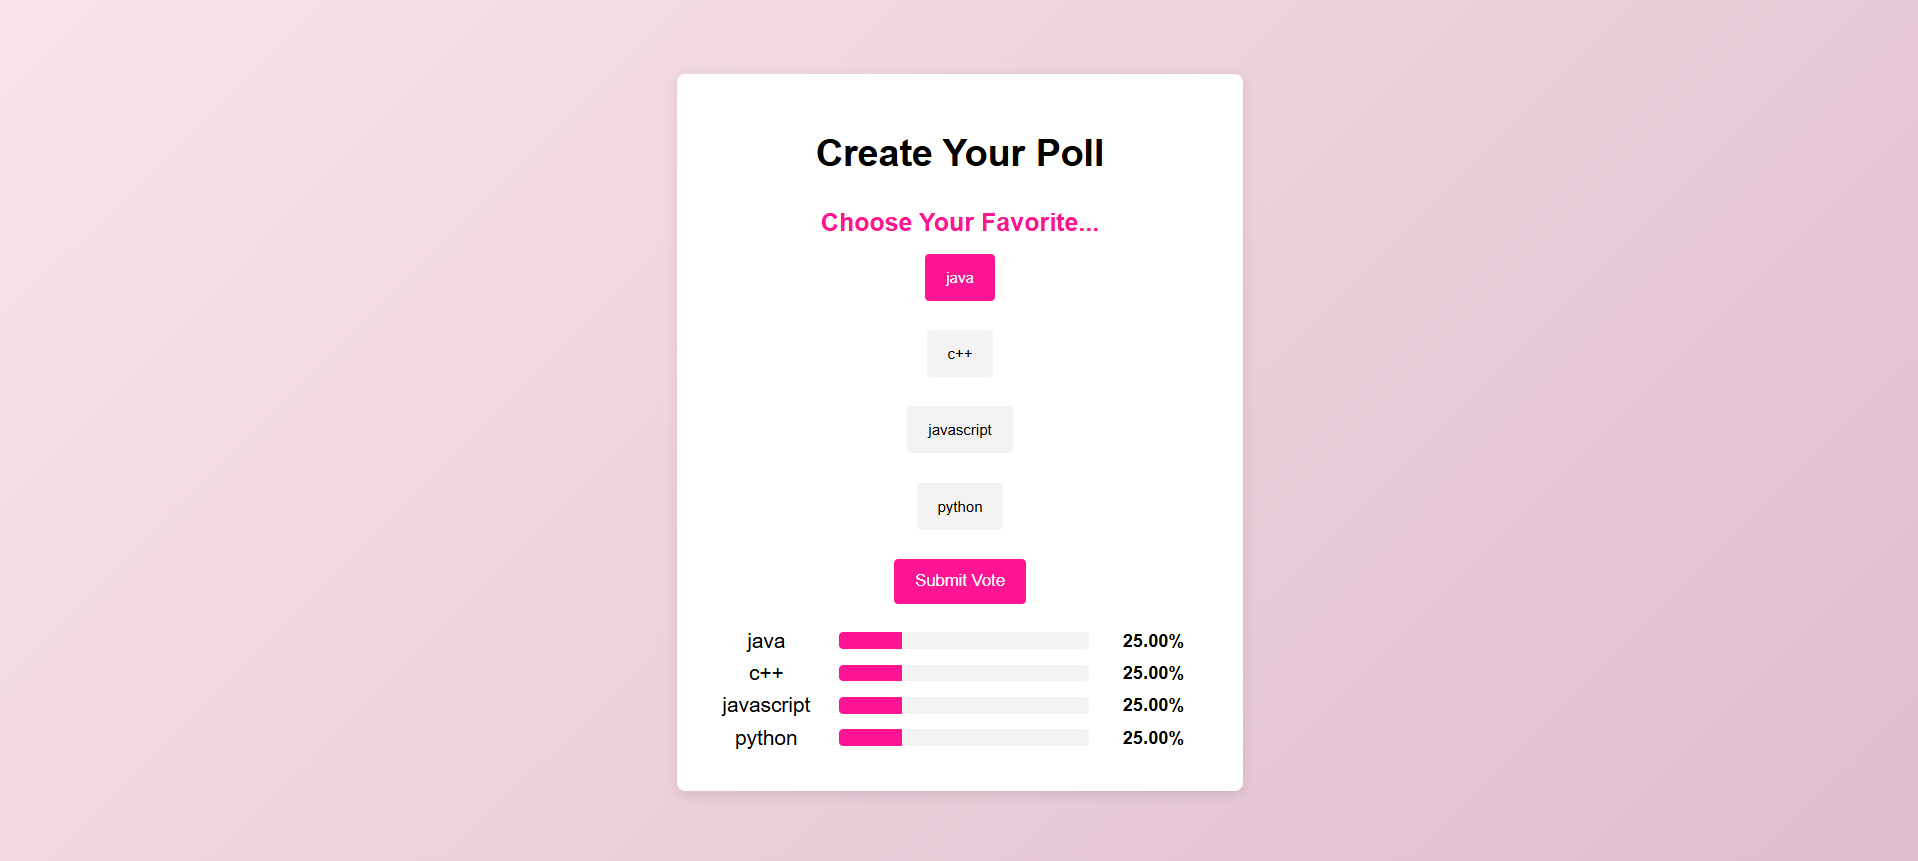 Create Your Poll
Choose Your Favorite...
java
c++
javascript
python
Submit Vote
java 25.00%
c++ 25.00%
javascript 25.00%
python 25.00%